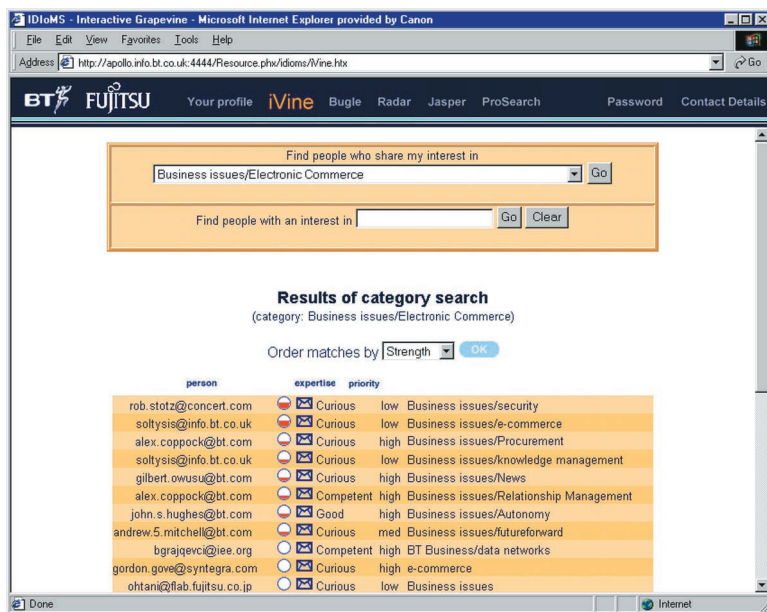 IDIoMS - Interactive Grapevine - Microsoft Internet Explorer provided by Canon
File Edit View Favorites Tools Help
Address http://apollo.info.bt.co.uk:4444/Resource.phx/idioms/iVine.htx Go
BT FUJITSU Your profile iVine Bugle Radar Jasper ProSearch Password Contact Details
Find people who share my interest in
Business issues/Electronic Commerce Go
Find people with an interest in Go Clear
Results of category search
(category: Business issues/Electronic Commerce)
Order matches by Strength OK
person expertise priority
rob.stotz@concert.com Curious low Business issues/security
soltysis@info.bt.co.uk Curious low Business issues/e-commerce
alex.coppock@bt.com Curious high Business issues/Procurement
soltysis@info.bt.co.uk Curious low Business issues/knowledge management
gilbert.owusu@bt.com Curious high Business issues/News
alex.coppock@bt.com Competent high Business issues/Relationship Management
john.s.hughes@bt.com Good high Business issues/Autonomy
andrew.5.mitchell@bt.com Curious med Business issues/futureforward
bgrajqevci@iee.org Competent high BT Business/data networks
gordon.gove@syntegra.com Curious high e-commerce
ohtani@flab.fujitsu.co.jp Curious low Business issues
Done Internet